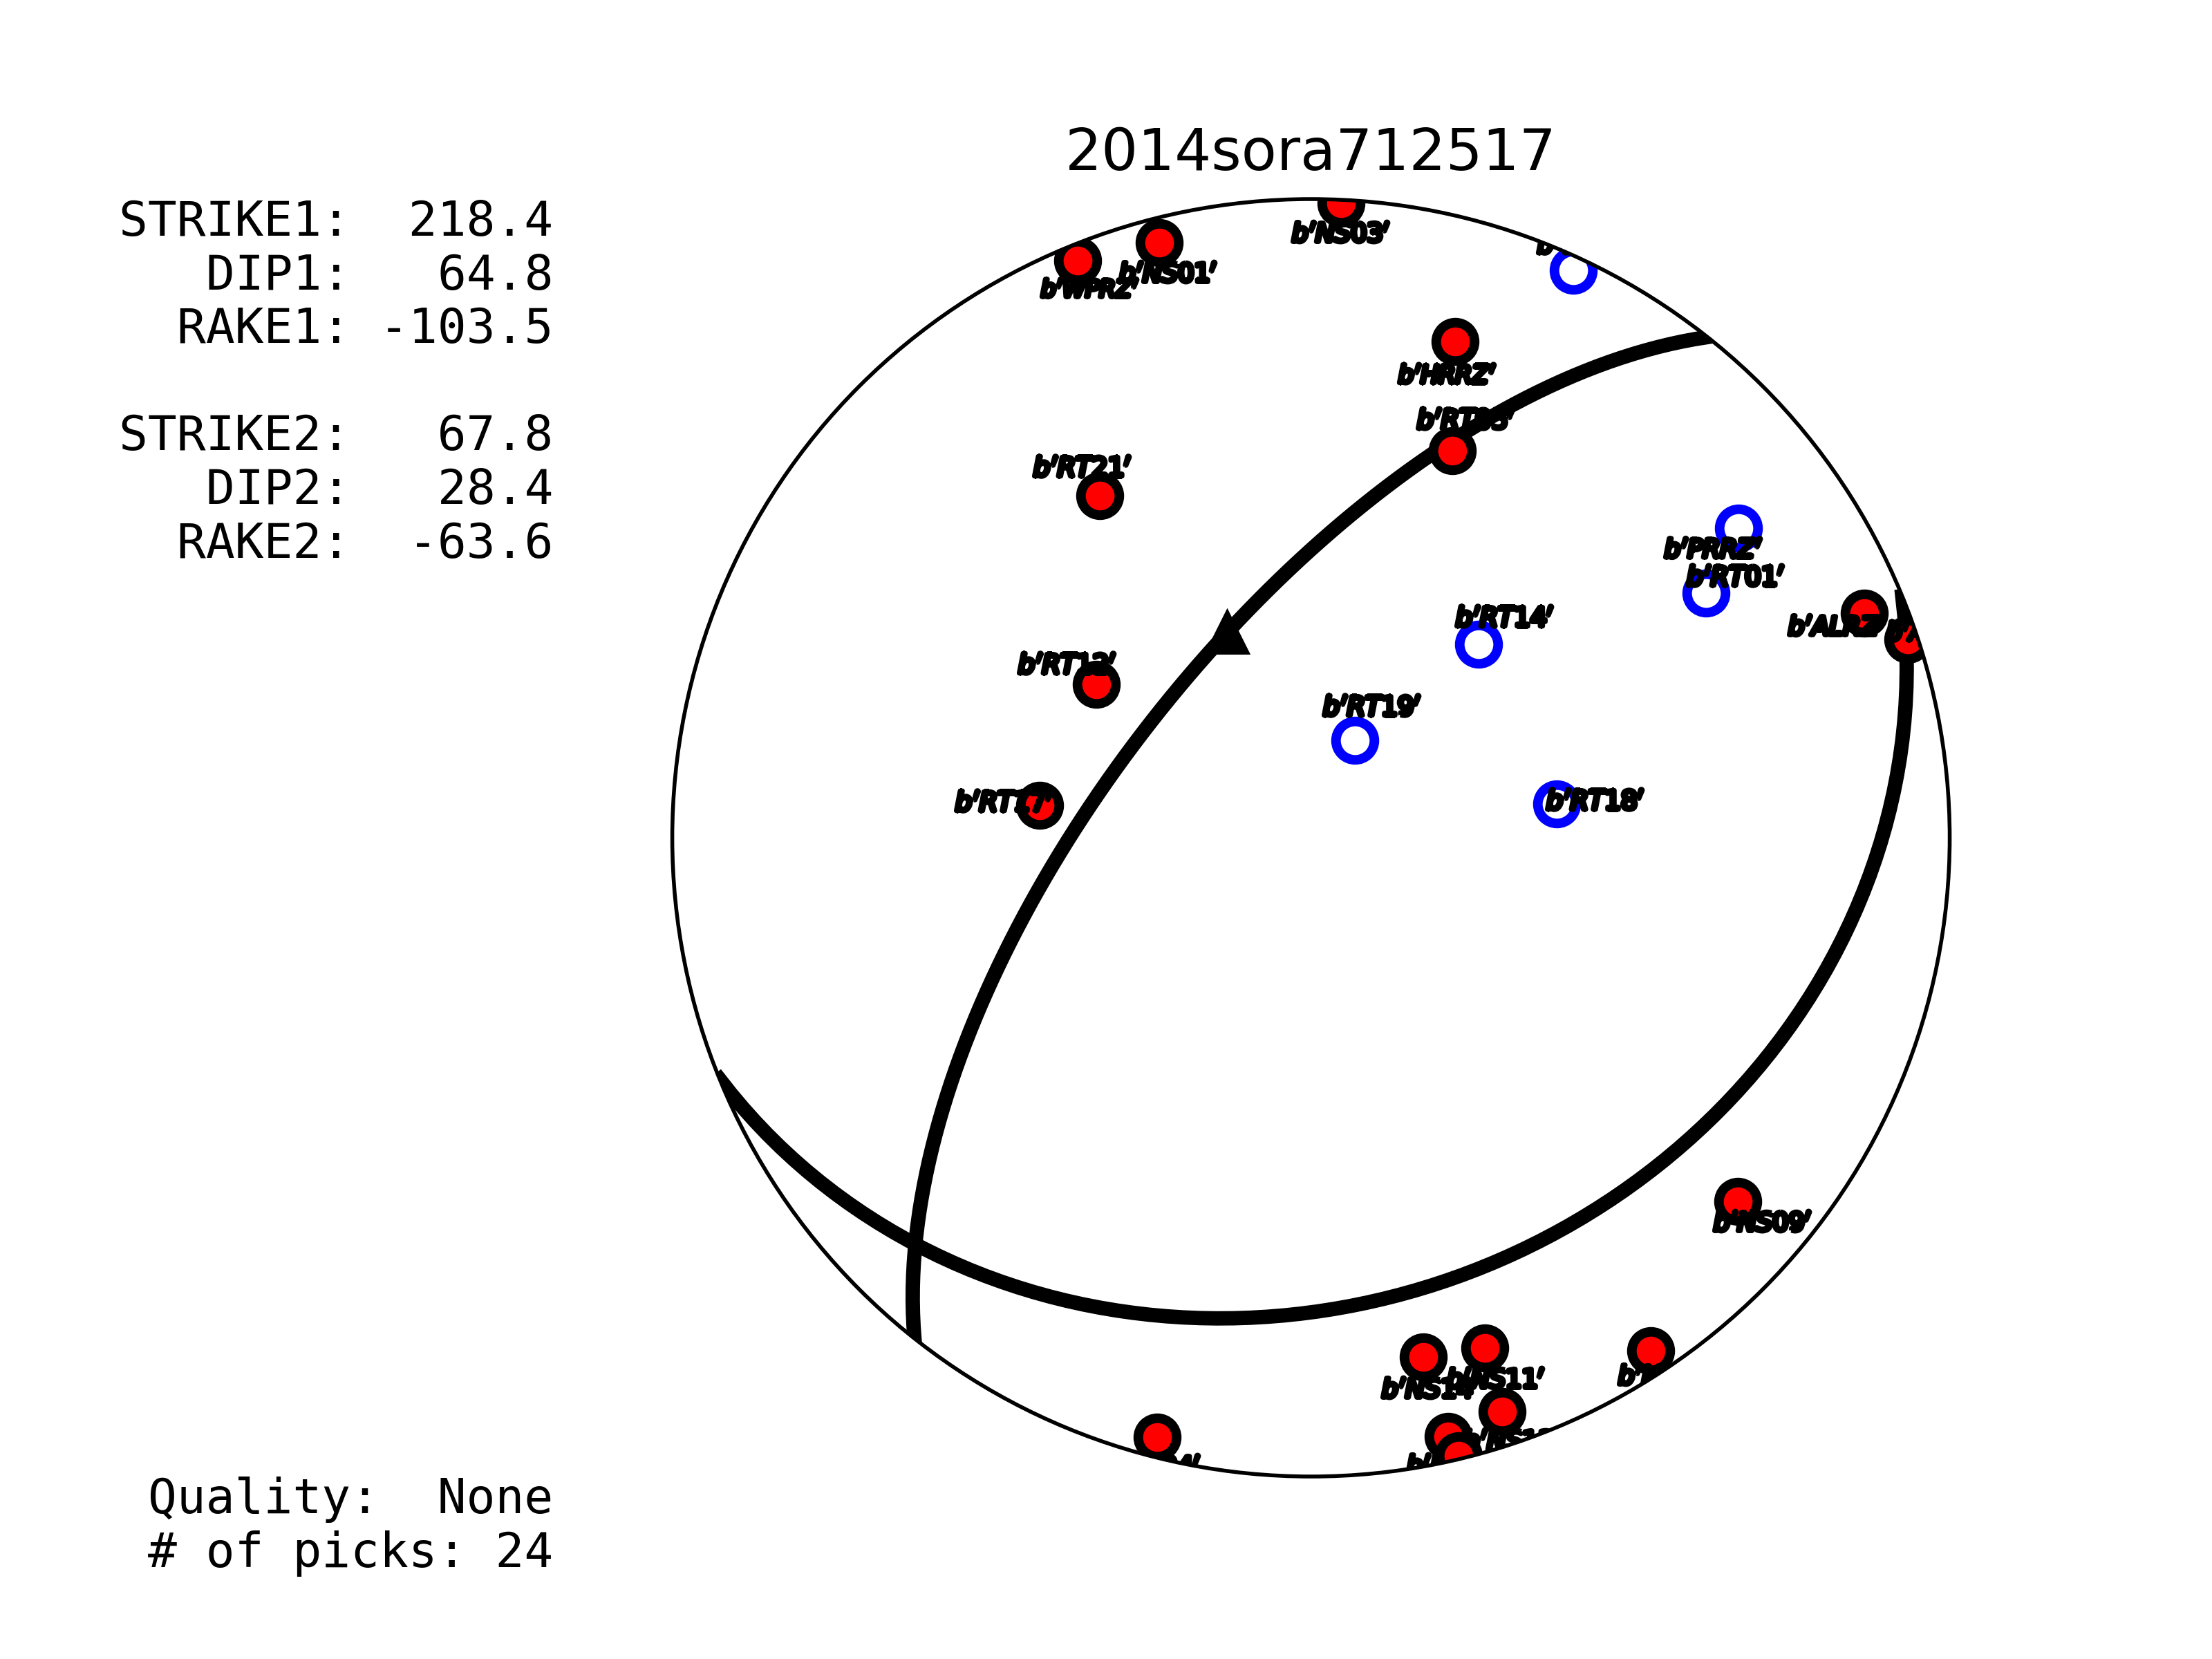 2014sora712517
STRIKE1: 218.4
DIP1: 64.8
RAKE1: -103.5
STRIKE2: 67.8
DIP2: 28.4
RAKE2: -63.6
b'NS03'
b'NS01'
b'WPRZ'
b'HRRZ'
b'RT21'
b'PRRZ'
b'RT01'
b'RT14'
b'RT19'
b'RT18'
b'NS09'
b'NS11'
Quality: None
# of picks: 24